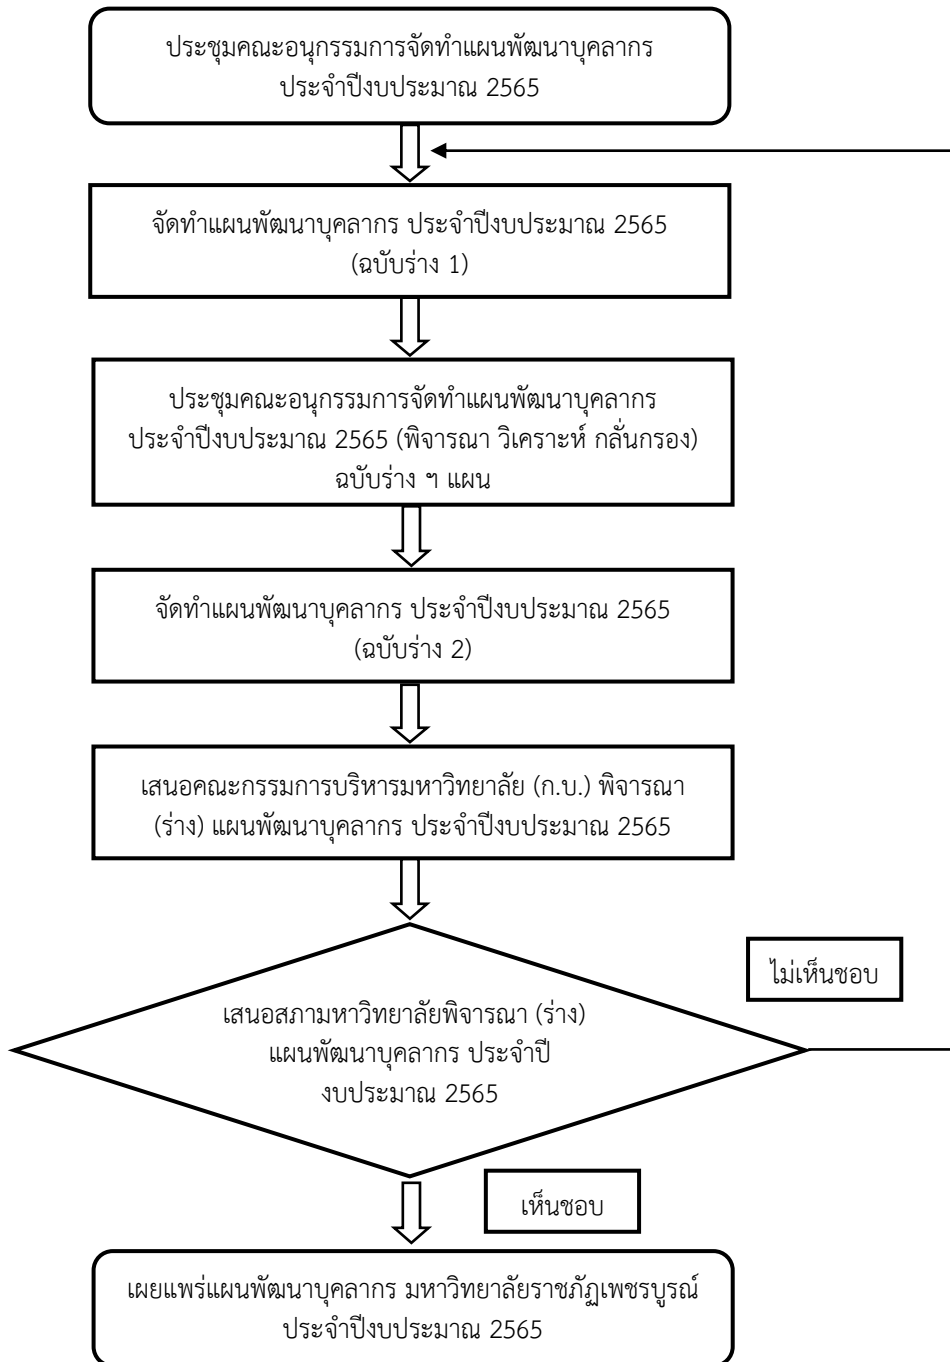 ประชุมคณะอนุกรรมการจัดทำแผนพัฒนาบุคลากร
ประจำปีงบประมาณ 2565
จัดทำแผนพัฒนาบุคลากร ประจำปีงบประมาณ 2565
(ฉบับร่าง 1)
ประชุมคณะอนุกรรมการจัดทำแผนพัฒนาบุคลากร
ประจำปีงบประมาณ 2565 (พิจารณา วิเคราะห์ กลั่นกรอง)
ฉบับร่าง ฯ แผน
จัดทำแผนพัฒนาบุคลากร ประจำปีงบประมาณ 2565
(ฉบับร่าง 2)
เสนอคณะกรรมการบริหารมหาวิทยาลัย (ก.บ.) พิจารณา
(ร่าง) แผนพัฒนาบุคลากร ประจำปีงบประมาณ 2565
ไม่เห็นชอบ
เสนอสภามหาวิทยาลัยพิจารณา (ร่าง)
แผนพัฒนาบุคลากร ประจำปี
งบประมาณ 2565
เห็นชอบ
เผยแพร่แผนพัฒนาบุคลากร มหาวิทยาลัยราชภัฏเพชรบูรณ์
ประจำปีงบประมาณ 2565